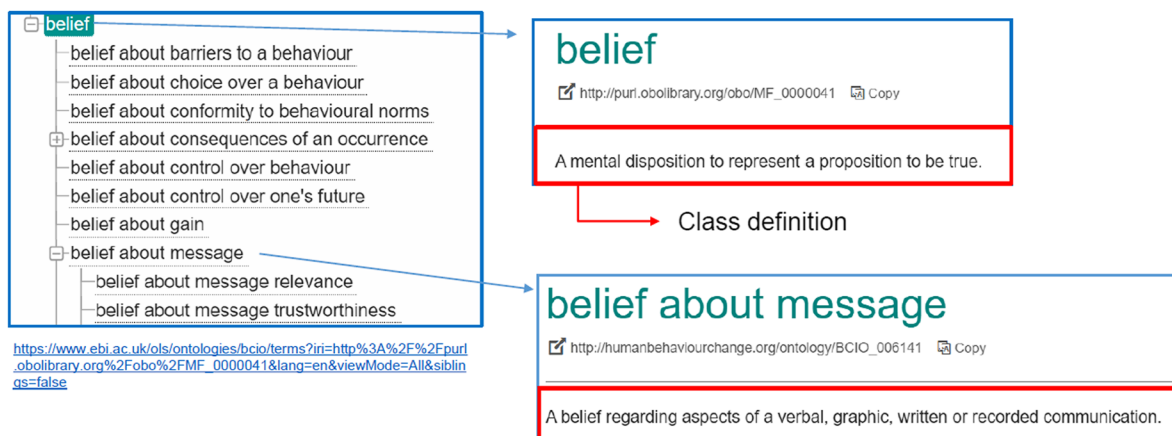 belief
belief about barriers to a behaviour
belief about choice over a behaviour
belief about conformity to behavioural norms
belief about consequences of an occurrence
belief about control over behaviour
belief about control over one's future
belief about gain
belief about message
belief about message relevance
belief about message trustworthiness
https://www.ebi.ac.uk/ols/ontologies/bcio/terms?iri=http%3A%2F%2Fpurl
.obolibrary.org%2Fobo%2FMF_0000041&lang=en&viewMode=All&siblin
gs=false
belief
http://purl.obolibrary.org/obo/MF_0000041 Copy
A mental disposition to represent a proposition to be true.
Class definition
belief about message
http://humanbehaviourchange.org/ontology/BCIO_006141 Copy
A belief regarding aspects of a verbal, graphic, written or recorded communication.